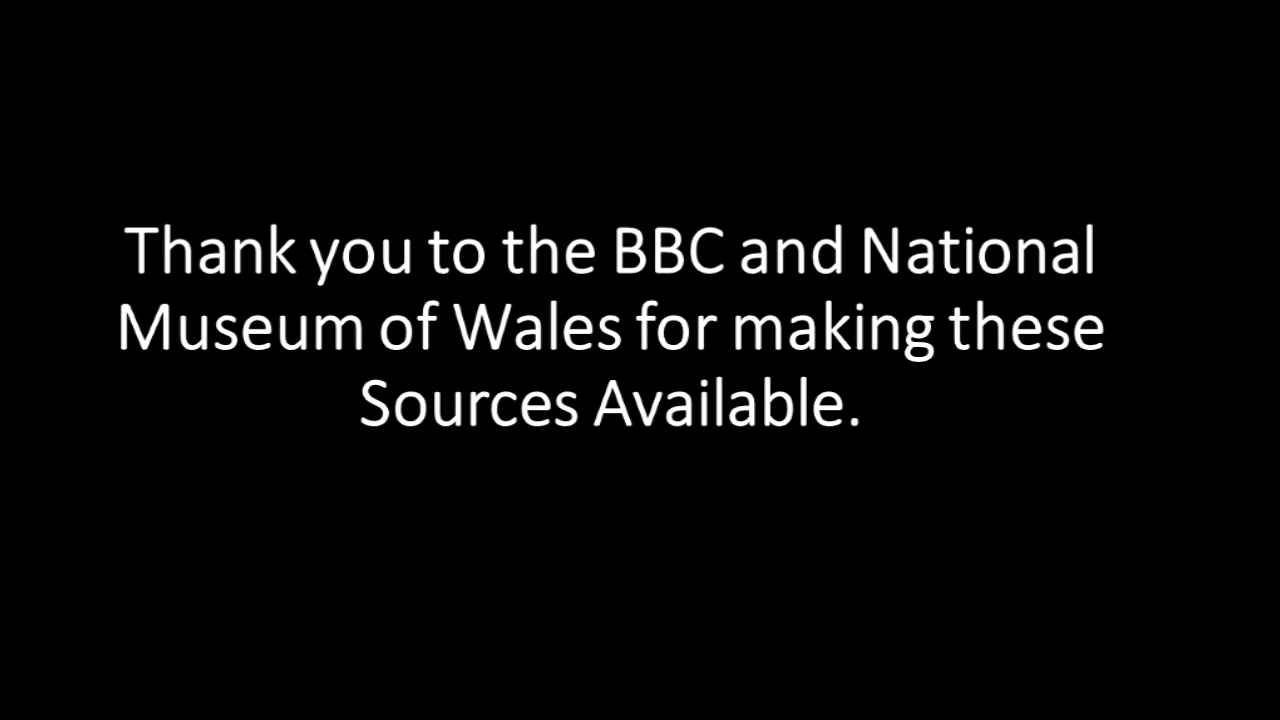 Thank you to the BBC and National
Museum of Wales for making these
Sources Available.